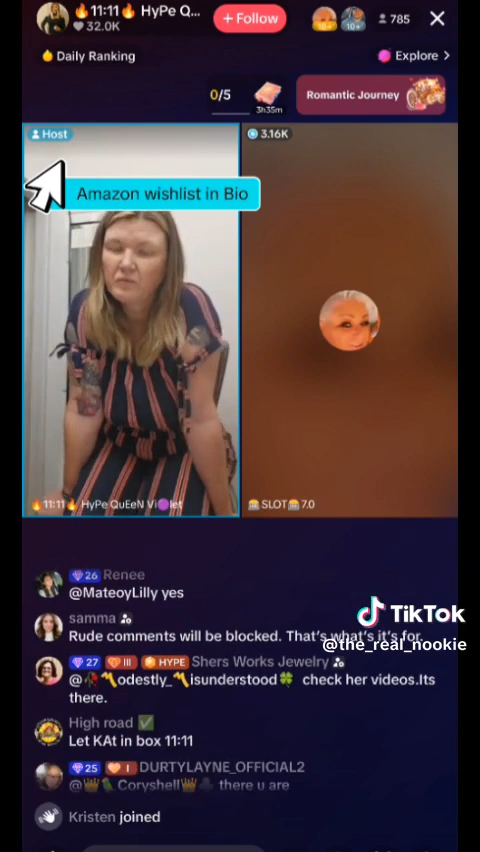 🔥11:11🔥 HyPe Q...
32.0K
+ Follow
10+
785
Daily Ranking
Explore >
0/5
3h35m
Romantic Journey
Host
3.16K
Amazon wishlist in Bio
🔥11:11🔥 HyPe QuEeN Vi🟣let
🎰SLOT🎰7.0
26 Renee
@MateoyLilly yes
samma
Rude comments will be blocked. That's what's it's for.
TikTok
@the_real_nookie
27 III HYPE Shers Works Jewelry
@🥀〽️odestly_〽️isunderstood🍀 check her videos.Its
there.
High road ✅
Let KAt in box 11:11
25 I DURTYLAYNE_OFFICIAL2
@👑🦜Coryshell👑♣️ there u are
Kristen joined